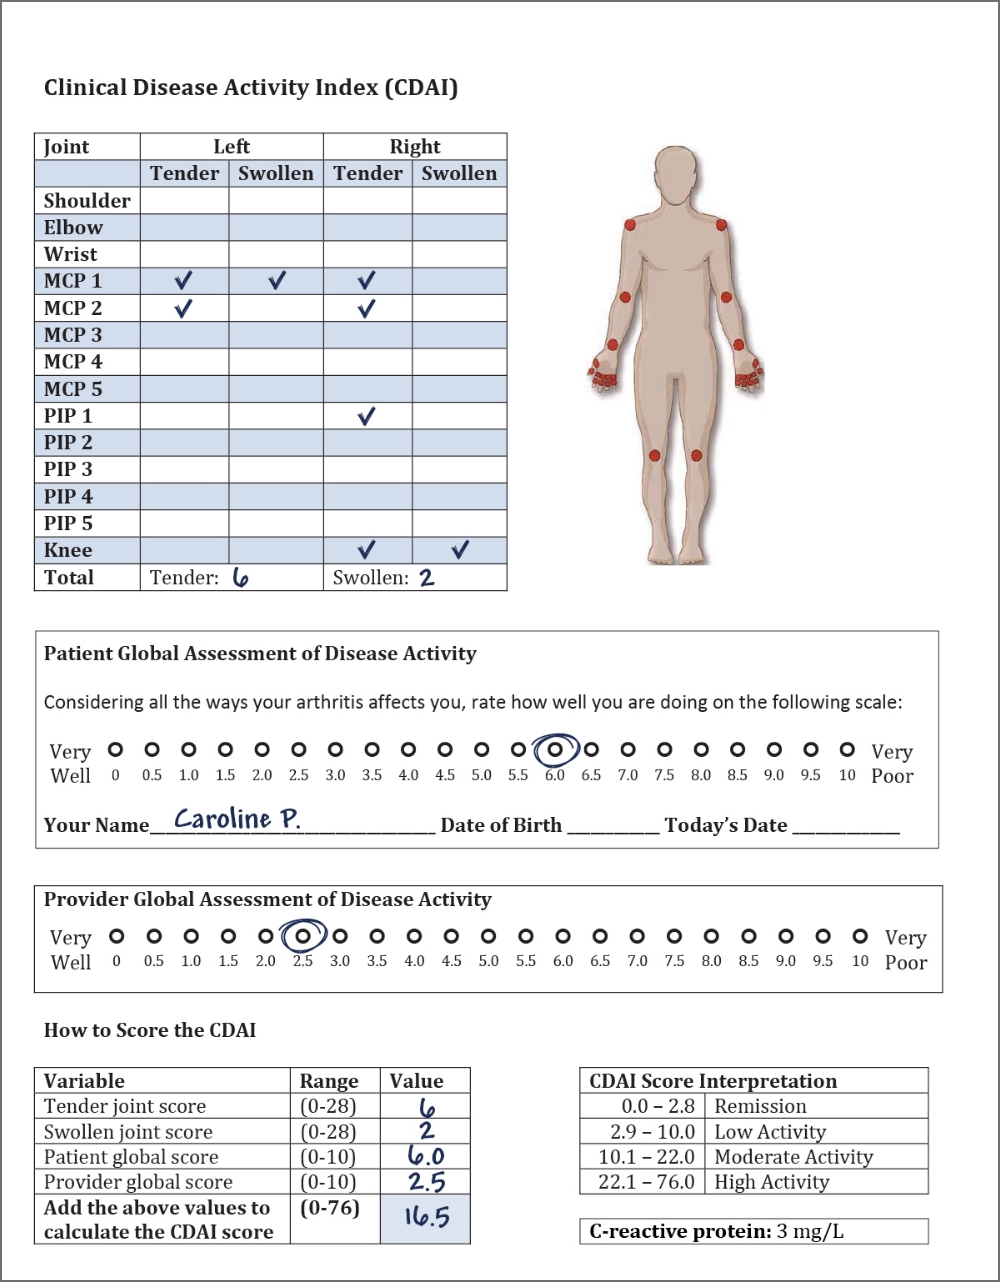 Clinical Disease Activity Index (CDAI)
Joint Left Right
Tender Swollen Tender Swollen
Shoulder
Elbow
Wrist
MCP 1 ✓ ✓ ✓
MCP 2 ✓ ✓
MCP 3
MCP 4
MCP 5
PIP 1 ✓
PIP 2
PIP 3
PIP 4
PIP 5
Knee ✓ ✓
Total Tender: 6 Swollen: 2
Patient Global Assessment of Disease Activity
Considering all the ways your arthritis affects you, rate how well you are doing on the following scale:
Very Very
Well 0 0.5 1.0 1.5 2.0 2.5 3.0 3.5 4.0 4.5 5.0 5.5 6.0 6.5 7.0 7.5 8.0 8.5 9.0 9.5 10 Poor
Your Name Caroline P. Date of Birth Today's Date
Provider Global Assessment of Disease Activity
Very Very
Well 0 0.5 1.0 1.5 2.0 2.5 3.0 3.5 4.0 4.5 5.0 5.5 6.0 6.5 7.0 7.5 8.0 8.5 9.0 9.5 10 Poor
How to Score the CDAI
Variable Range Value
Tender joint score (0-28) 6
Swollen joint score (0-28) 2
Patient global score (0-10) 6.0
Provider global score (0-10) 2.5
Add the above values to (0-76) 16.5
calculate the CDAI score
CDAI Score Interpretation
0.0 – 2.8 Remission
2.9 – 10.0 Low Activity
10.1 – 22.0 Moderate Activity
22.1 – 76.0 High Activity
C-reactive protein: 3 mg/L